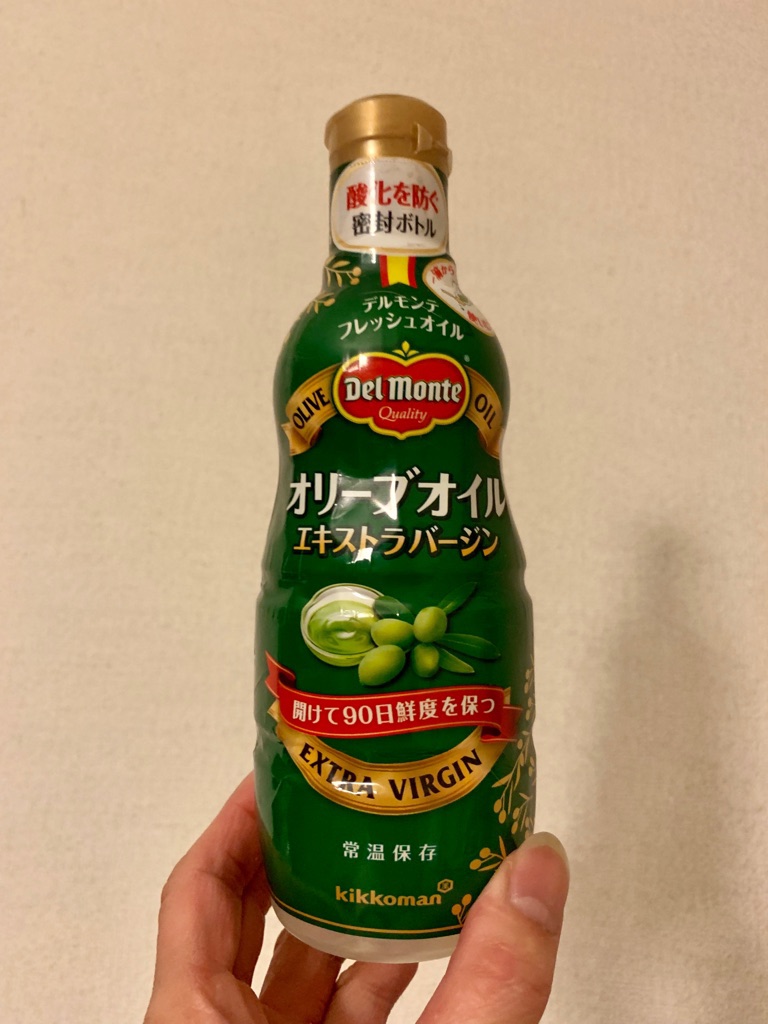 酸化を防ぐ
密封ボトル
デルモンテ
フレッシュオイル
Del Monte
Quality
OLIVE OIL
オリーブオイル
エキストラバージン
開けて90日鮮度を保つ
EXTRA VIRGIN
常温保存
kikkoman